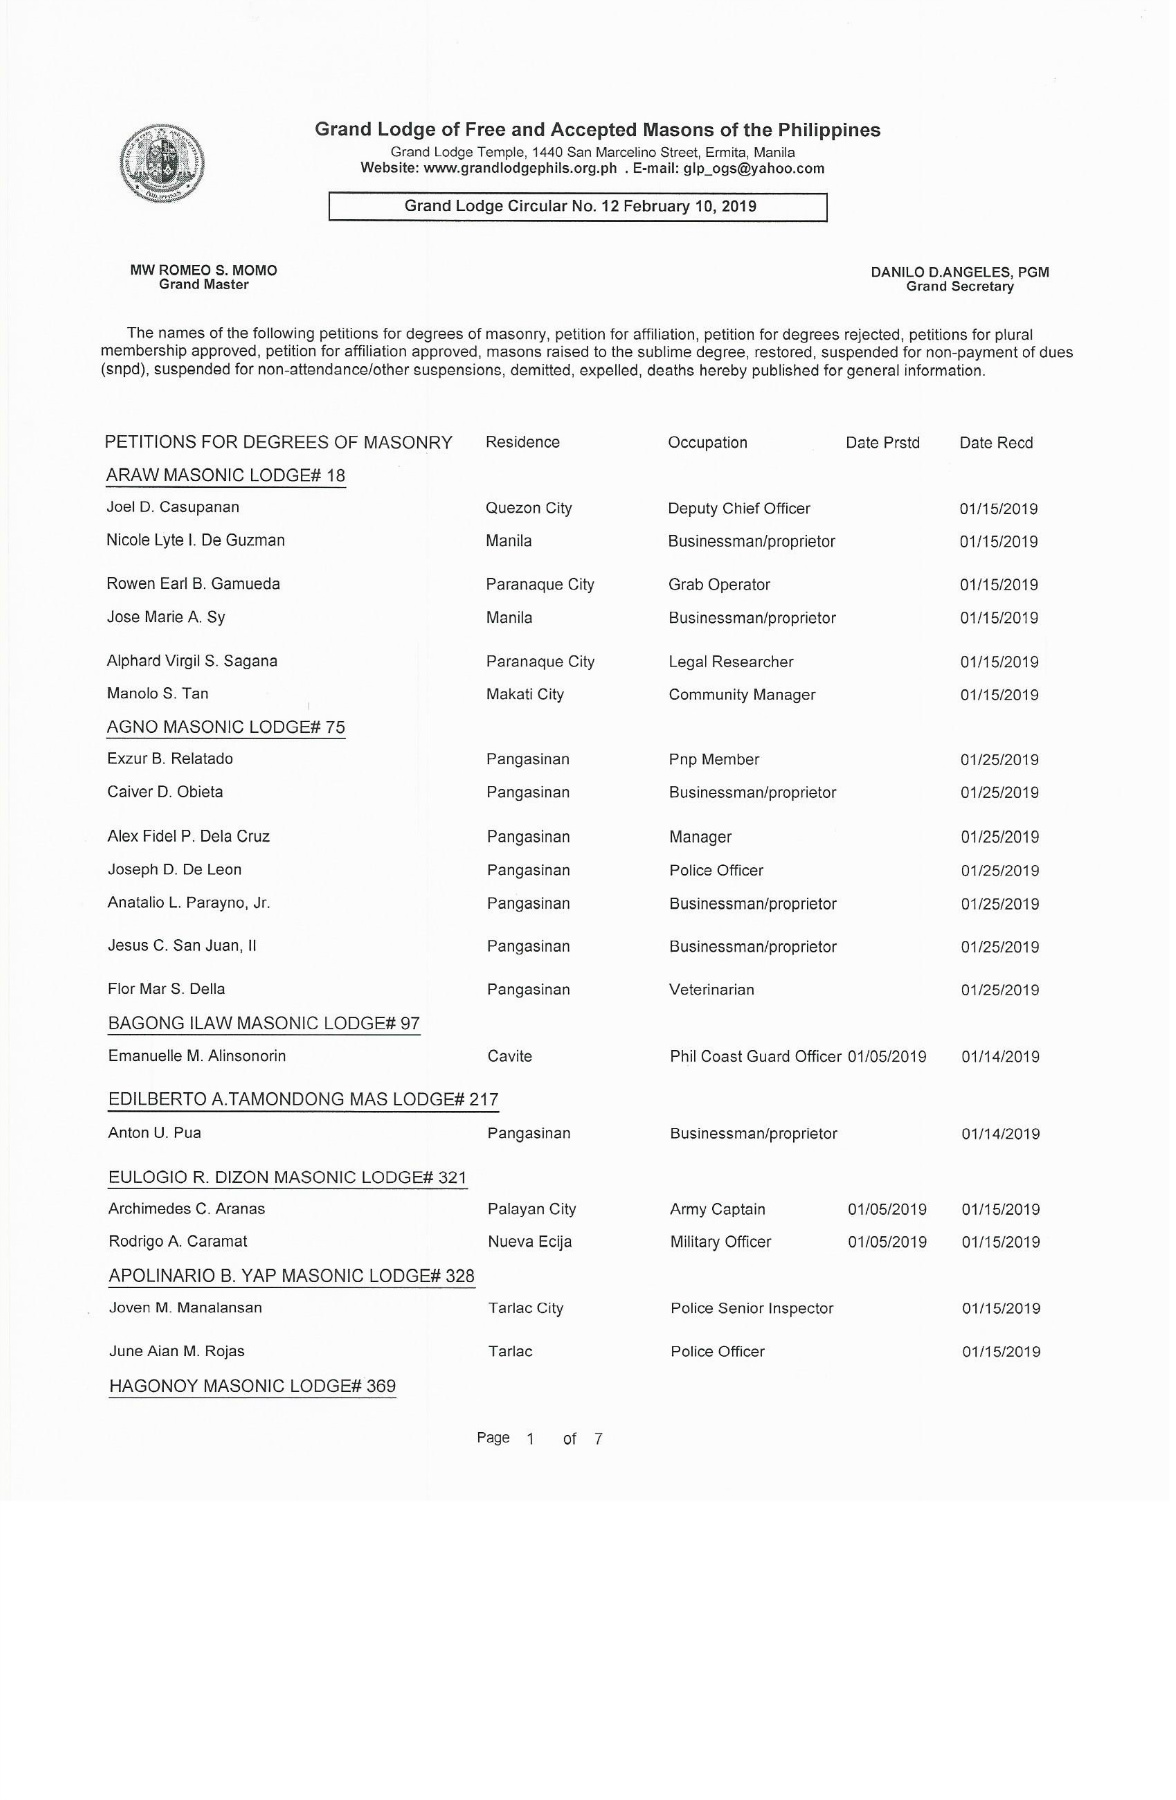 Grand Lodge of Free and Accepted Masons of the Philippines
Grand Lodge Temple, 1440 San Marcelino Street, Ermita, Manila
Website: www.grandlodgephils.org.ph . E-mail: glp_ogs@yahoo.com
Grand Lodge Circular No. 12 February 10, 2019
MW ROMEO S. MOMO
Grand Master
DANILO D.ANGELES, PGM
Grand Secretary
The names of the following petitions for degrees of masonry, petition for affiliation, petition for degrees rejected, petitions for plural
membership approved, petition for affiliation approved, masons raised to the sublime degree, restored, suspended for non-payment of dues
(snpd), suspended for non-attendance/other suspensions, demitted, expelled, deaths hereby published for general information.
PETITIONS FOR DEGREES OF MASONRY Residence Occupation Date Prstd Date Recd
ARAW MASONIC LODGE# 18
Joel D. Casupanan Quezon City Deputy Chief Officer 01/15/2019
Nicole Lyte I. De Guzman Manila Businessman/proprietor 01/15/2019
Rowen Earl B. Gamueda Paranaque City Grab Operator 01/15/2019
Jose Marie A. Sy Manila Businessman/proprietor 01/15/2019
Alphard Virgil S. Sagana Paranaque City Legal Researcher 01/15/2019
Manolo S. Tan Makati City Community Manager 01/15/2019
AGNO MASONIC LODGE# 75
Exzur B. Relatado Pangasinan Pnp Member 01/25/2019
Caiver D. Obieta Pangasinan Businessman/proprietor 01/25/2019
Alex Fidel P. Dela Cruz Pangasinan Manager 01/25/2019
Joseph D. De Leon Pangasinan Police Officer 01/25/2019
Anatalio L. Parayno, Jr. Pangasinan Businessman/proprietor 01/25/2019
Jesus C. San Juan, II Pangasinan Businessman/proprietor 01/25/2019
Flor Mar S. Della Pangasinan Veterinarian 01/25/2019
BAGONG ILAW MASONIC LODGE# 97
Emanuelle M. Alinsonorin Cavite Phil Coast Guard Officer 01/05/2019 01/14/2019
EDILBERTO A.TAMONDONG MAS LODGE# 217
Anton U. Pua Pangasinan Businessman/proprietor 01/14/2019
EULOGIO R. DIZON MASONIC LODGE# 321
Archimedes C. Aranas Palayan City Army Captain 01/05/2019 01/15/2019
Rodrigo A. Caramat Nueva Ecija Military Officer 01/05/2019 01/15/2019
APOLINARIO B. YAP MASONIC LODGE# 328
Joven M. Manalansan Tarlac City Police Senior Inspector 01/15/2019
June Aian M. Rojas Tarlac Police Officer 01/15/2019
HAGONOY MASONIC LODGE# 369
Page 1 of 7